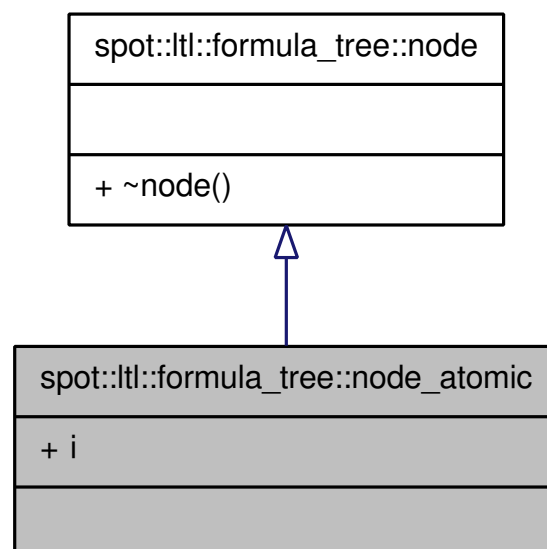 spot::ltl::formula_tree::node
+ ~node()
spot::ltl::formula_tree::node_atomic
+ i